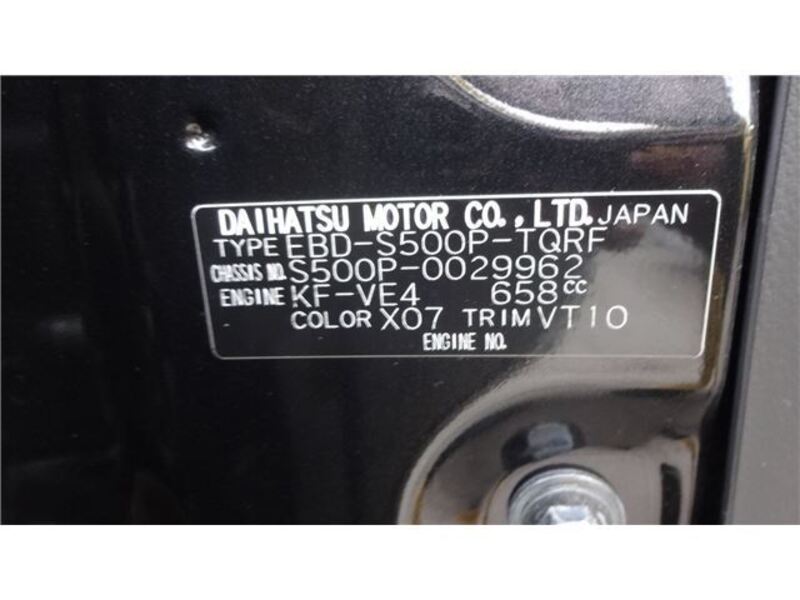 DAIHATSU MOTOR CO., LTD. JAPAN
TYPE EBD-S500P-TQRF
CHASSIS NO. S500P-0029962
ENGINE KF-VE4 658cc
COLOR X07 TRIM VT10
ENGINE NO.